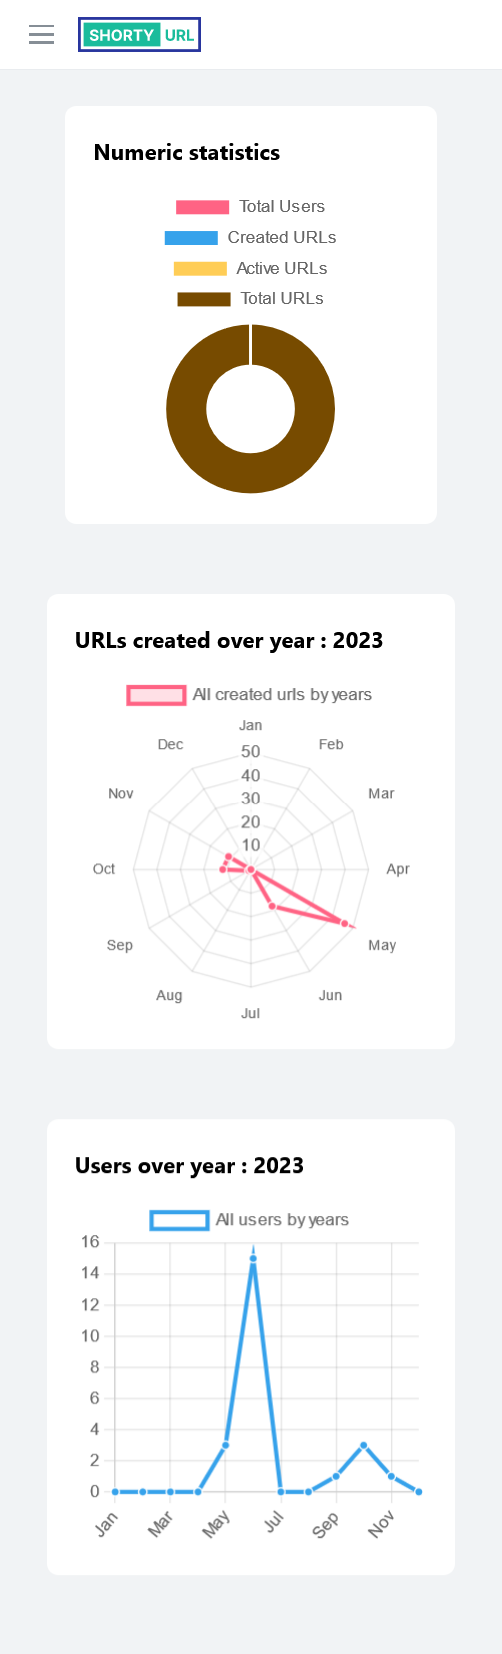 SHORTY URL
Numeric statistics
Total Users
Created URLs
Active URLs
Total URLs
URLs created over year : 2023
All created urls by years
Jan
Dec Feb
50
40
Nov 30 Mar
20
10
Oct Apr
Sep May
Aug Jun
Jul
Users over year : 2023
All users by years
16
14
12
10
8
6
4
2
0
Jan Mar May Jul Sep Nov